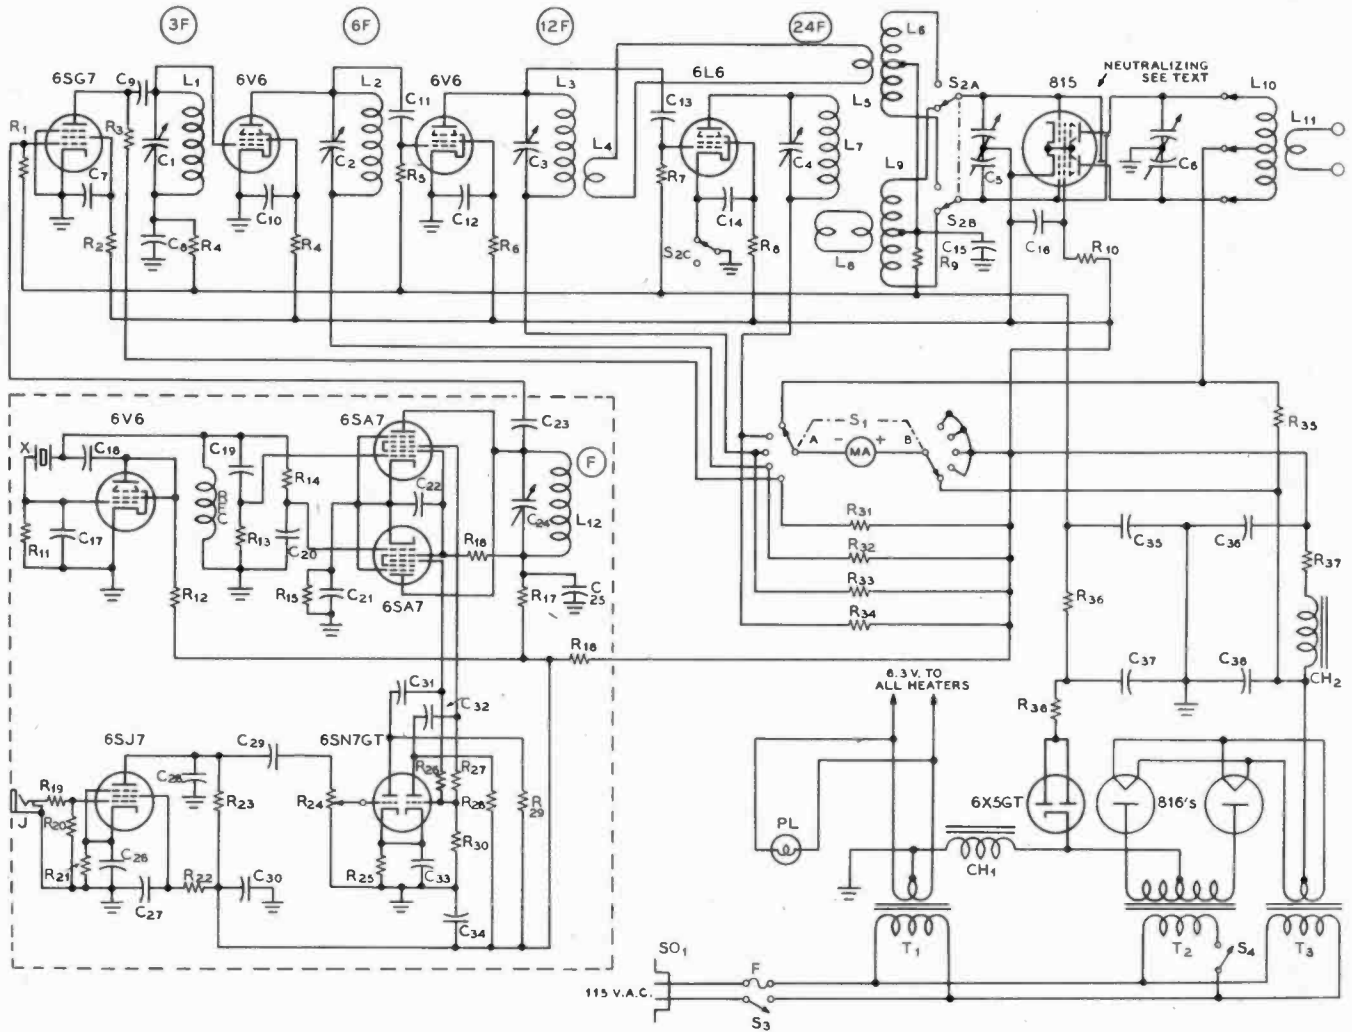 3F 6F 12F 24F
6SG7 C9 L1 6V6 L2 C11 6V6 L3 C13 6L6 L6 S2A 815 NEUTRALIZING
SEE TEXT
L10 L11
R1 R3 C1 C2 C3 L4 C4 L7 L5 C5 C6
C7 C10 R5 C12 R7 C14 L9
R2 C8 R4 R4 R6 S2C R8 L8 S2B C15 R9 C16 R10
6V6 6SA7 C23 S1 R35
X C18 C19 R14 C22 F A − MA + B
RFC C24 L12
R11 C17 R13 C20 R18 R31 C35 C36
R12 R15 C21 6SA7 R17 C25 R32 R37
R33 R36
R34
R16 C37 C38 CH2
C31 C32 6.3 V. TO
ALL HEATERS
R38
6SJ7 C29 6SN7GT R26 R27
R19 C28 R23 R24 R28 R29 6X5GT 816's
J R20 PL
R21 C26 R22 C30 R25 C33 R30 CH1
C27 C34
SO1 F T1 T2 S4 T3
115 V.A.C.
S3